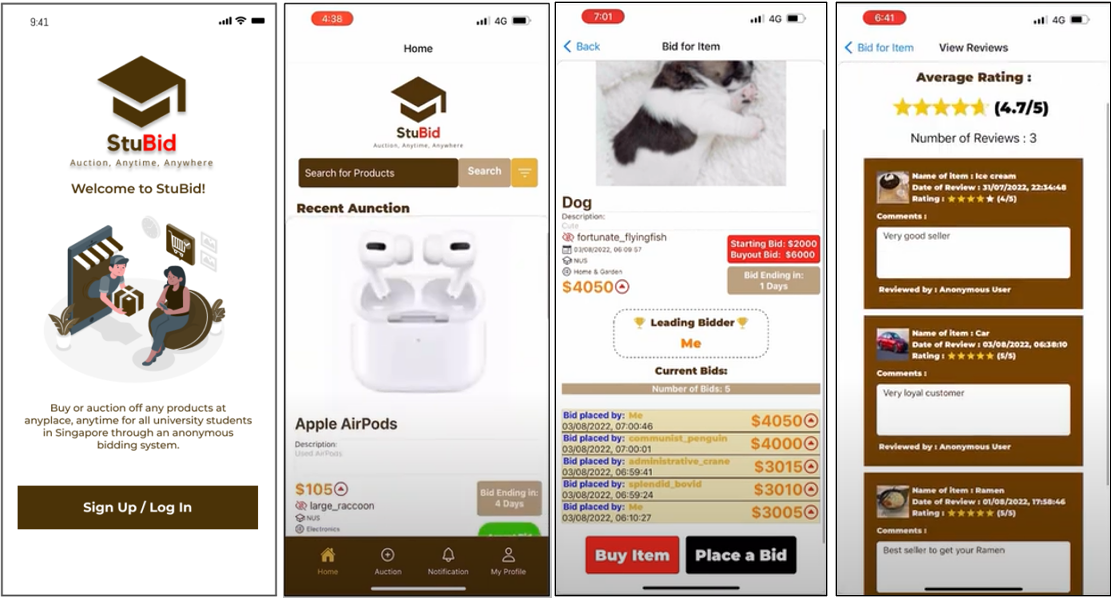 9:41
StuBid
Auction, Anytime, Anywhere
Welcome to StuBid!
Buy or auction off any products at
anyplace, anytime for all university students
in Singapore through an anonymous
bidding system.
Sign Up / Log In
4:38
4G
Home
StuBid
Auction, Anytime, Anywhere
Search for Products
Search
Recent Aunction
Apple AirPods
Description:
Used AirPods
$105
large_raccoon
NUS
Electronics
Bid Ending in:
4 Days
Home
Auction
Notification
My Profile
7:01
4G
Back
Bid for Item
Dog
Description:
Cute
fortunate_flyingfish
03/08/2022, 06:09:57
NUS
Home & Garden
$4050
Starting Bid: $2000
Buyout Bid: $6000
Bid Ending in:
1 Days
Leading Bidder
Me
Current Bids:
Number of Bids: 5
Bid placed by: Me
03/08/2022, 07:00:46
$4050
Bid placed by: communist_penguin
03/08/2022, 07:00:01
$4000
Bid placed by: administrative_crane
03/08/2022, 06:59:41
$3015
Bid placed by: splendid_bovid
03/08/2022, 06:59:24
$3010
Bid placed by: Me
03/08/2022, 06:10:27
$3005
Buy Item
Place a Bid
6:41
4G
Bid for Item
View Reviews
Average Rating :
(4.7/5)
Number of Reviews : 3
Name of item : Ice cream
Date of Review : 31/07/2022, 22:34:48
Rating : (4/5)
Comments :
Very good seller
Reviewed by : Anonymous User
Name of item : Car
Date of Review : 03/08/2022, 06:38:10
Rating : (5/5)
Comments :
Very loyal customer
Reviewed by : Anonymous User
Name of item : Ramen
Date of Review : 01/08/2022, 17:58:46
Rating : (5/5)
Comments :
Best seller to get your Ramen